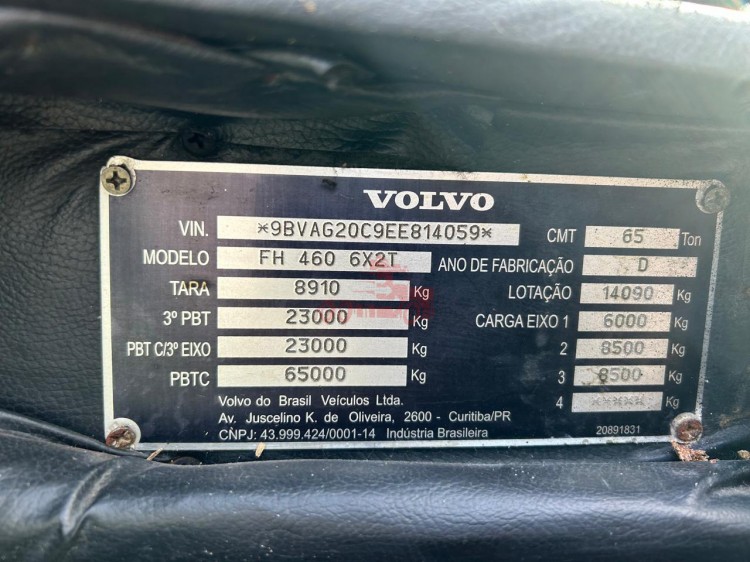 VOLVO
VIN. *9BVAG20C9EE814059* CMT 65 Ton
MODELO FH 460 6X2T ANO DE FABRICAÇÃO D
TARA 8910 Kg LOTAÇÃO 14090 Kg
3º PBT 23000 Kg CARGA EIXO 1 6000 Kg
PBT C/3º EIXO 23000 Kg 2 8500 Kg
PBTC 65000 Kg 3 8500 Kg
Volvo do Brasil Veículos Ltda. 4 ××××× Kg
Av. Juscelino K. de Oliveira, 2600 - Curitiba/PR
CNPJ: 43.999.424/0001-14 Indústria Brasileira 20891831